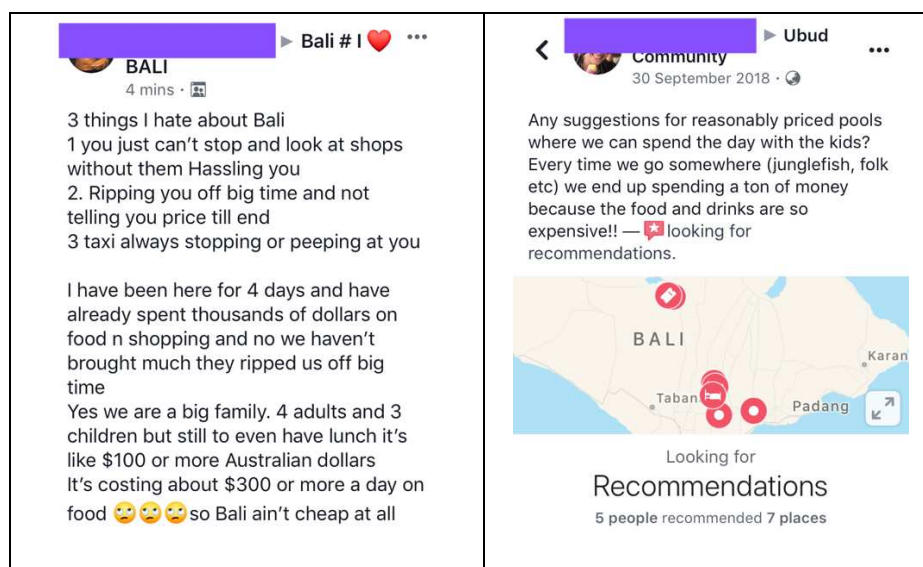 Bali # I ❤️
BALI
4 mins ·
3 things I hate about Bali
1 you just can't stop and look at shops
without them Hassling you
2. Ripping you off big time and not
telling you price till end
3 taxi always stopping or peeping at you
I have been here for 4 days and have
already spent thousands of dollars on
food n shopping and no we haven't
brought much they ripped us off big
time
Yes we are a big family. 4 adults and 3
children but still to even have lunch it's
like $100 or more Australian dollars
It's costing about $300 or more a day on
food 🙄🙄🙄 so Bali ain't cheap at all
Ubud
Community
30 September 2018 ·
Any suggestions for reasonably priced pools
where we can spend the day with the kids?
Every time we go somewhere (junglefish, folk
etc) we end up spending a ton of money
because the food and drinks are so
expensive!! — looking for
recommendations.
BALI
Karan
Taban
Padang
Looking for
Recommendations
5 people recommended 7 places